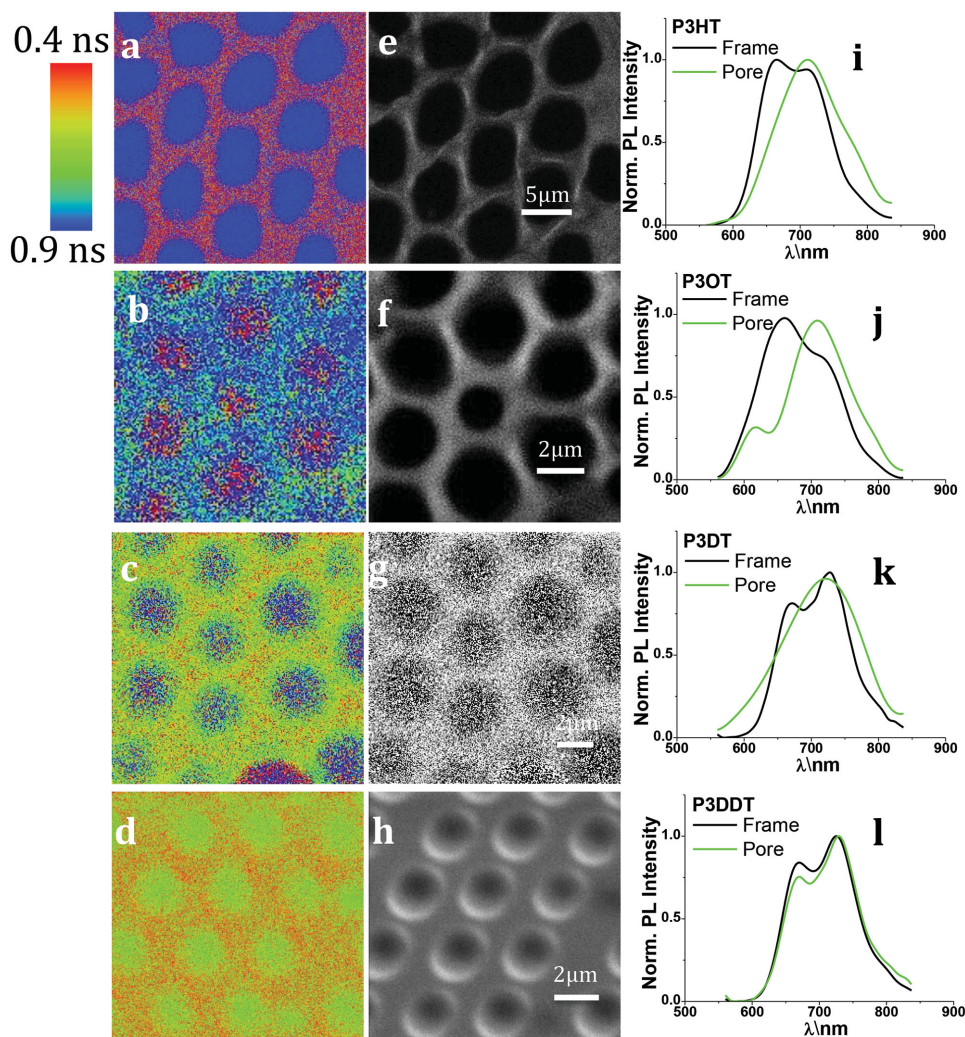 0.4 ns
0.9 ns
a
e
5μm
P3HT
Frame
Pore
i
Norm. PL Intensity
1.0
0.5
0.0
500 600 700 800 900
λ\nm
b
f
2μm
P3OT
Frame
Pore
j
Norm. PL Intensity
1.0
0.5
0.0
500 600 700 800 900
λ\nm
c
g
2μm
P3DT
Frame
Pore
k
Norm. PL Intensity
1.0
0.5
0.0
500 600 700 800 900
λ\nm
d
h
2μm
P3DDT
Frame
Pore
l
Norm. PL Intensity
1.0
0.5
0.0
500 600 700 800 900
λ\nm